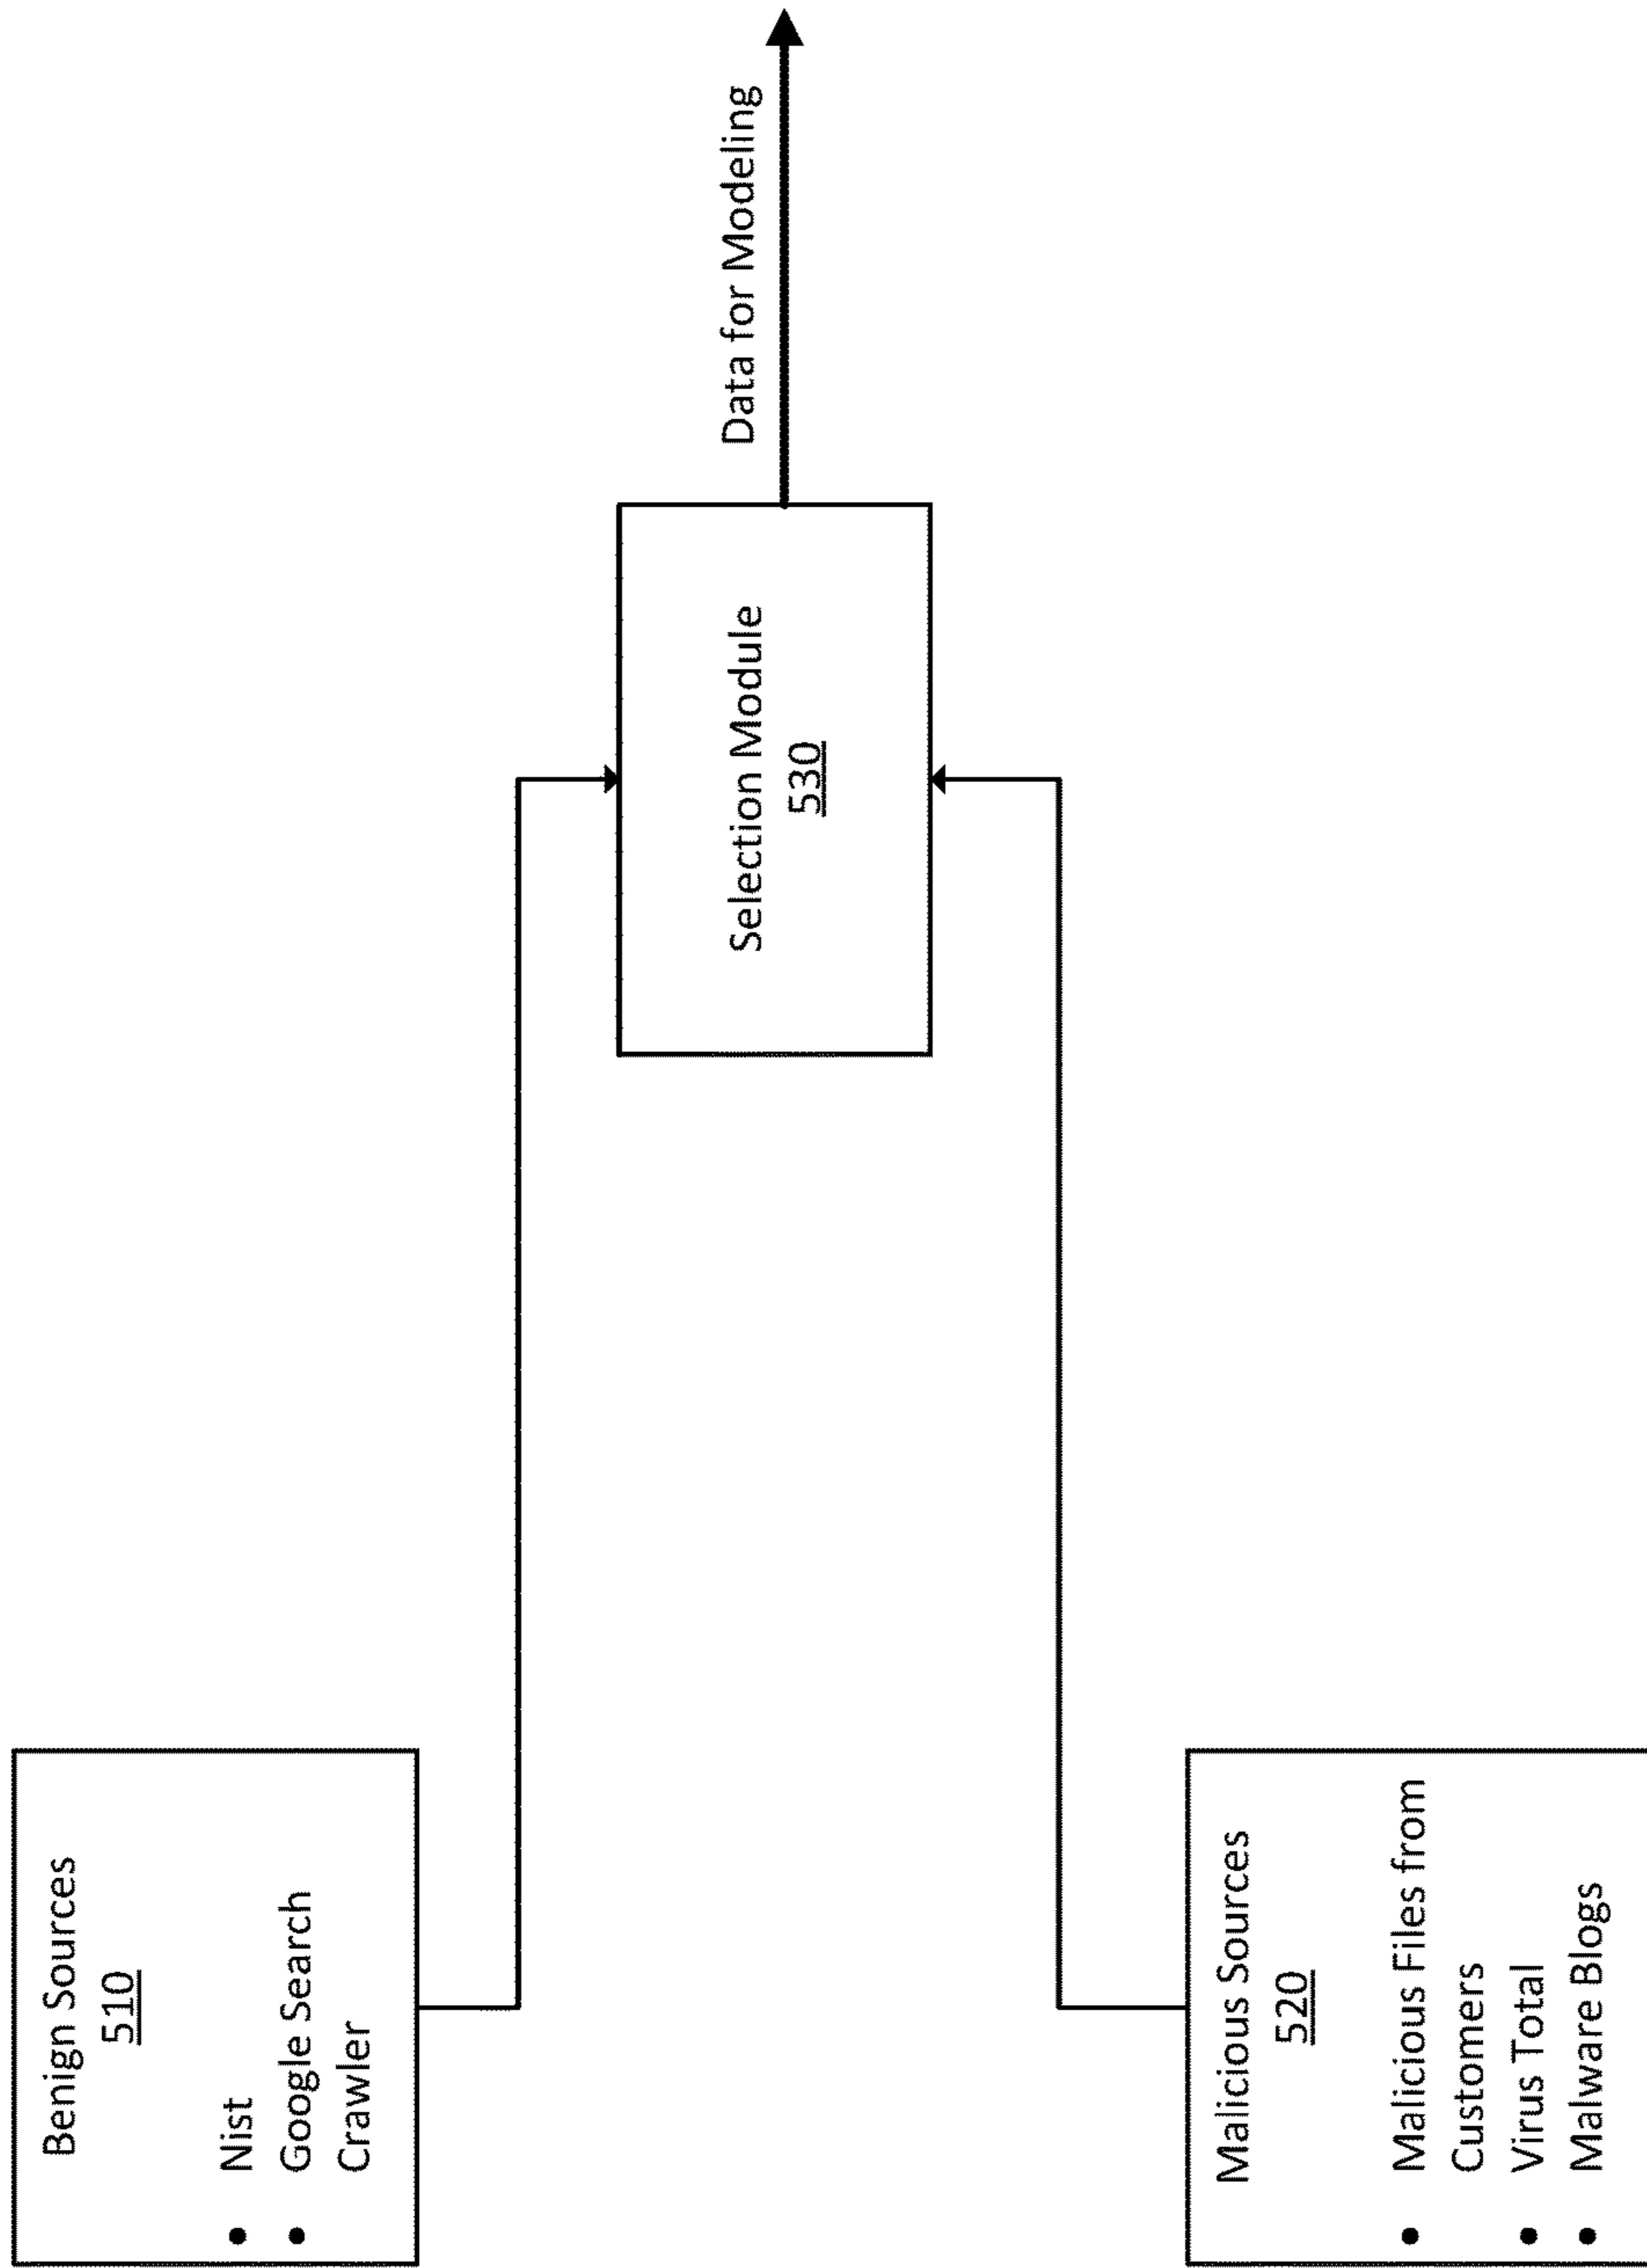 Benign Sources
510
• Nist
• Google Search
Crawler
Malicious Sources
520
• Malicious Files from
Customers
• Virus Total
• Malware Blogs
Selection Module
530
Data for Modeling